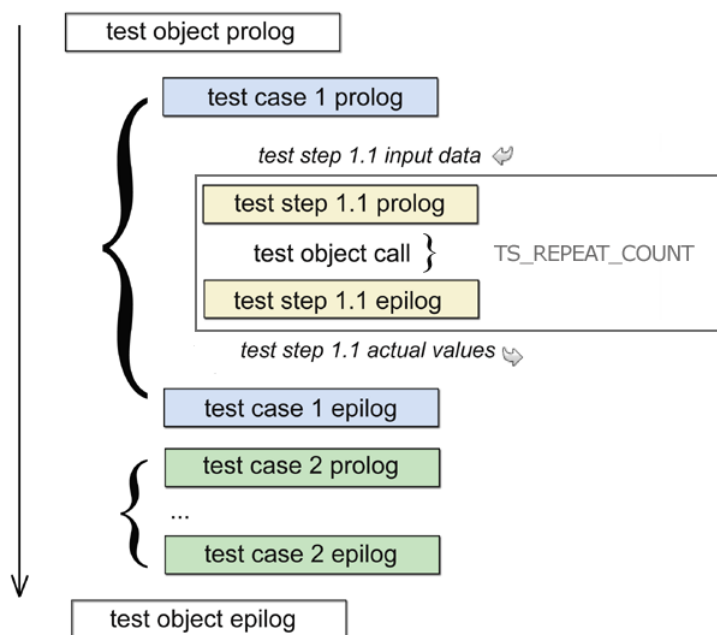 test object prolog
test case 1 prolog
test step 1.1 input data
test step 1.1 prolog
test object call } TS_REPEAT_COUNT
test step 1.1 epilog
test step 1.1 actual values
test case 1 epilog
test case 2 prolog
...
test case 2 epilog
test object epilog